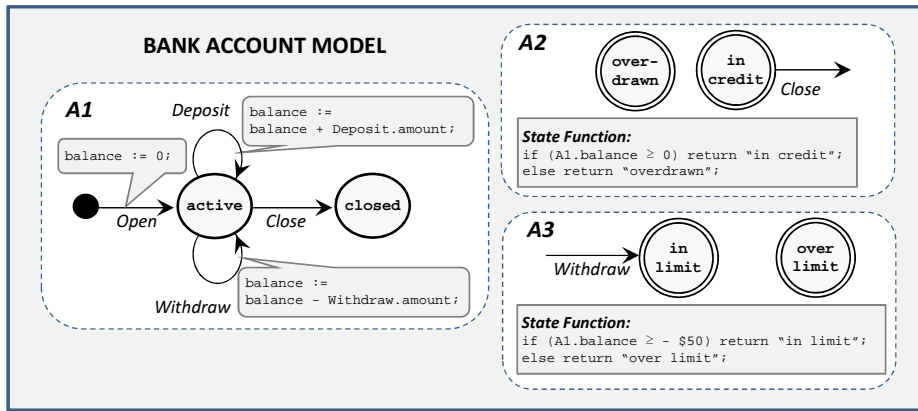 BANK ACCOUNT MODEL
A1
Deposit
balance :=
balance + Deposit.amount;
balance := 0;
Open
active
Close
closed
Withdraw
balance :=
balance - Withdraw.amount;
A2
over-
drawn
in
credit
Close
State Function:
if (A1.balance ≥ 0) return “in credit”;
else return “overdrawn”;
A3
Withdraw
in
limit
over
limit
State Function:
if (A1.balance ≥ - $50) return “in limit”;
else return “over limit”;